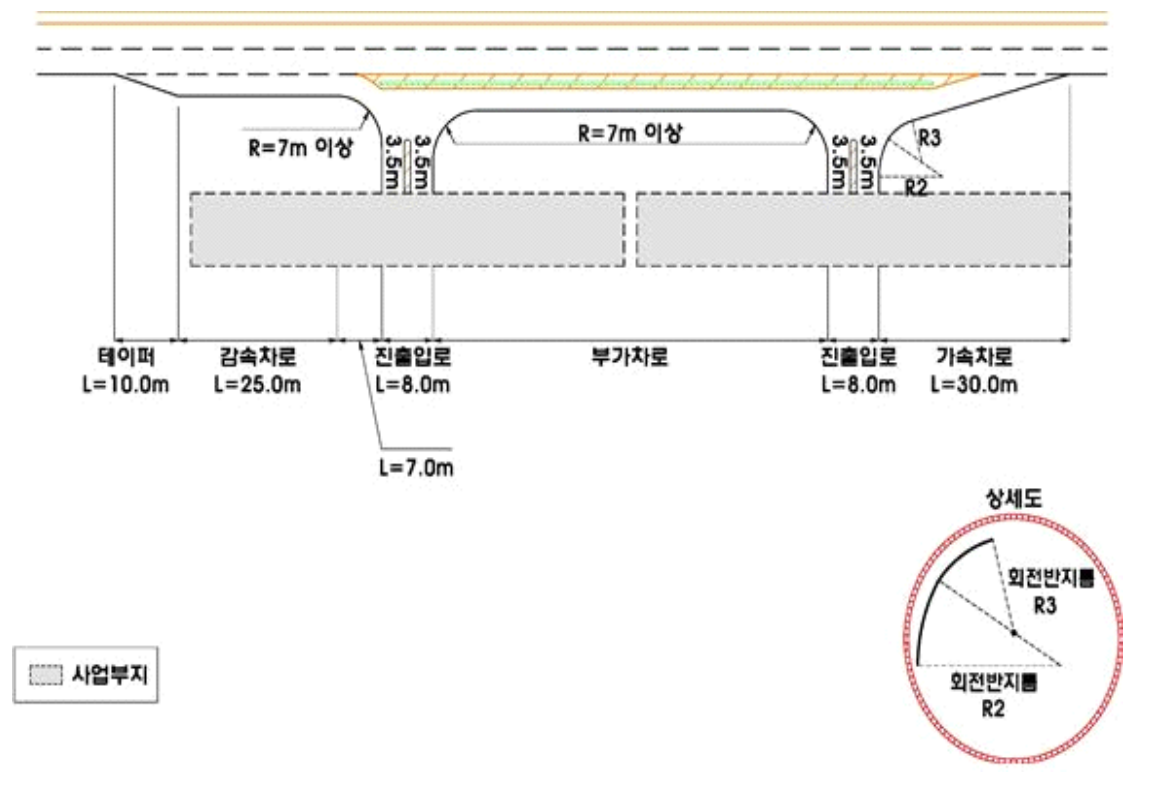 R=7m 이상
3.5m
3.5m
R=7m 이상
3.5m
3.5m
R3
R2
테이퍼
L=10.0m
감속차로
L=25.0m
진출입로
L=8.0m
부가차로
진출입로
L=8.0m
가속차로
L=30.0m
L=7.0m
상세도
회전반지름
R3
회전반지름
R2
사업부지